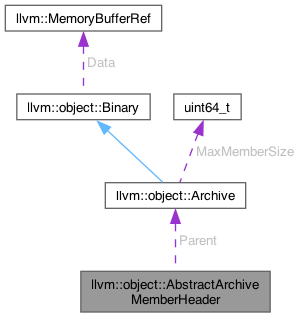 llvm::MemoryBufferRef
Data
llvm::object::Binary
uint64_t
MaxMemberSize
llvm::object::Archive
Parent
llvm::object::AbstractArchive
MemberHeader